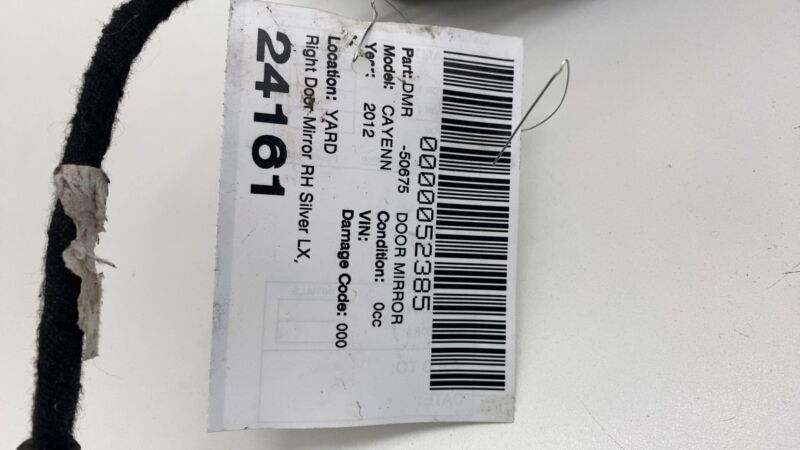 0000052385
Part: DMR -50675 DOOR MIRROR
Model: CAYENN Condition: 0cc
Year: 2012 VIN:
Damage Code: 000
Location: YARD
Right Door Mirror RH Silver LX,
24161